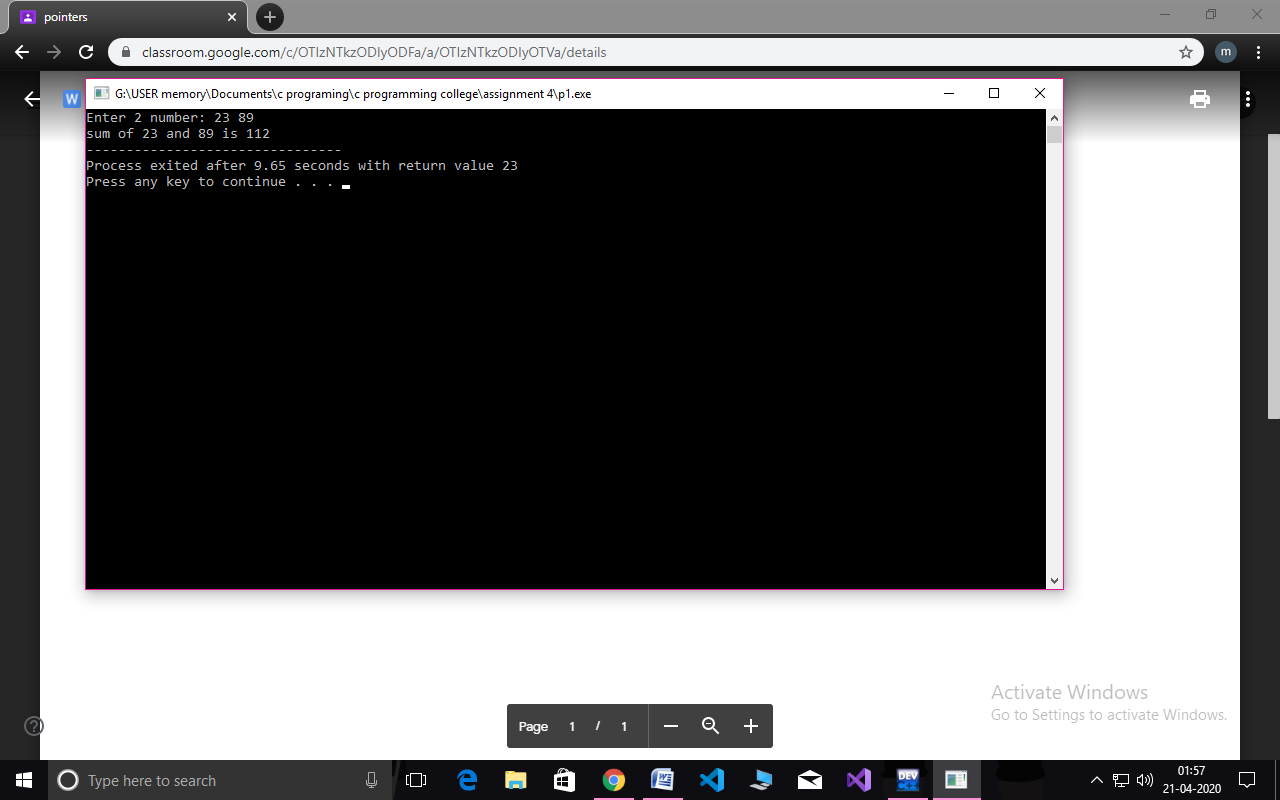 pointers
classroom.google.com/c/OTIzNTkzODIyODFa/a/OTIzNTkzODIyOTVa/details
m
W
G:\USER memory\Documents\c programing\c programming college\assignment 4\p1.exe
Enter 2 number: 23 89
sum of 23 and 89 is 112
--------------------------------
Process exited after 9.65 seconds with return value 23
Press any key to continue . . .
Activate Windows
Go to Settings to activate Windows.
Page 1 / 1
Type here to search
DEV
C++
01:57
21-04-2020